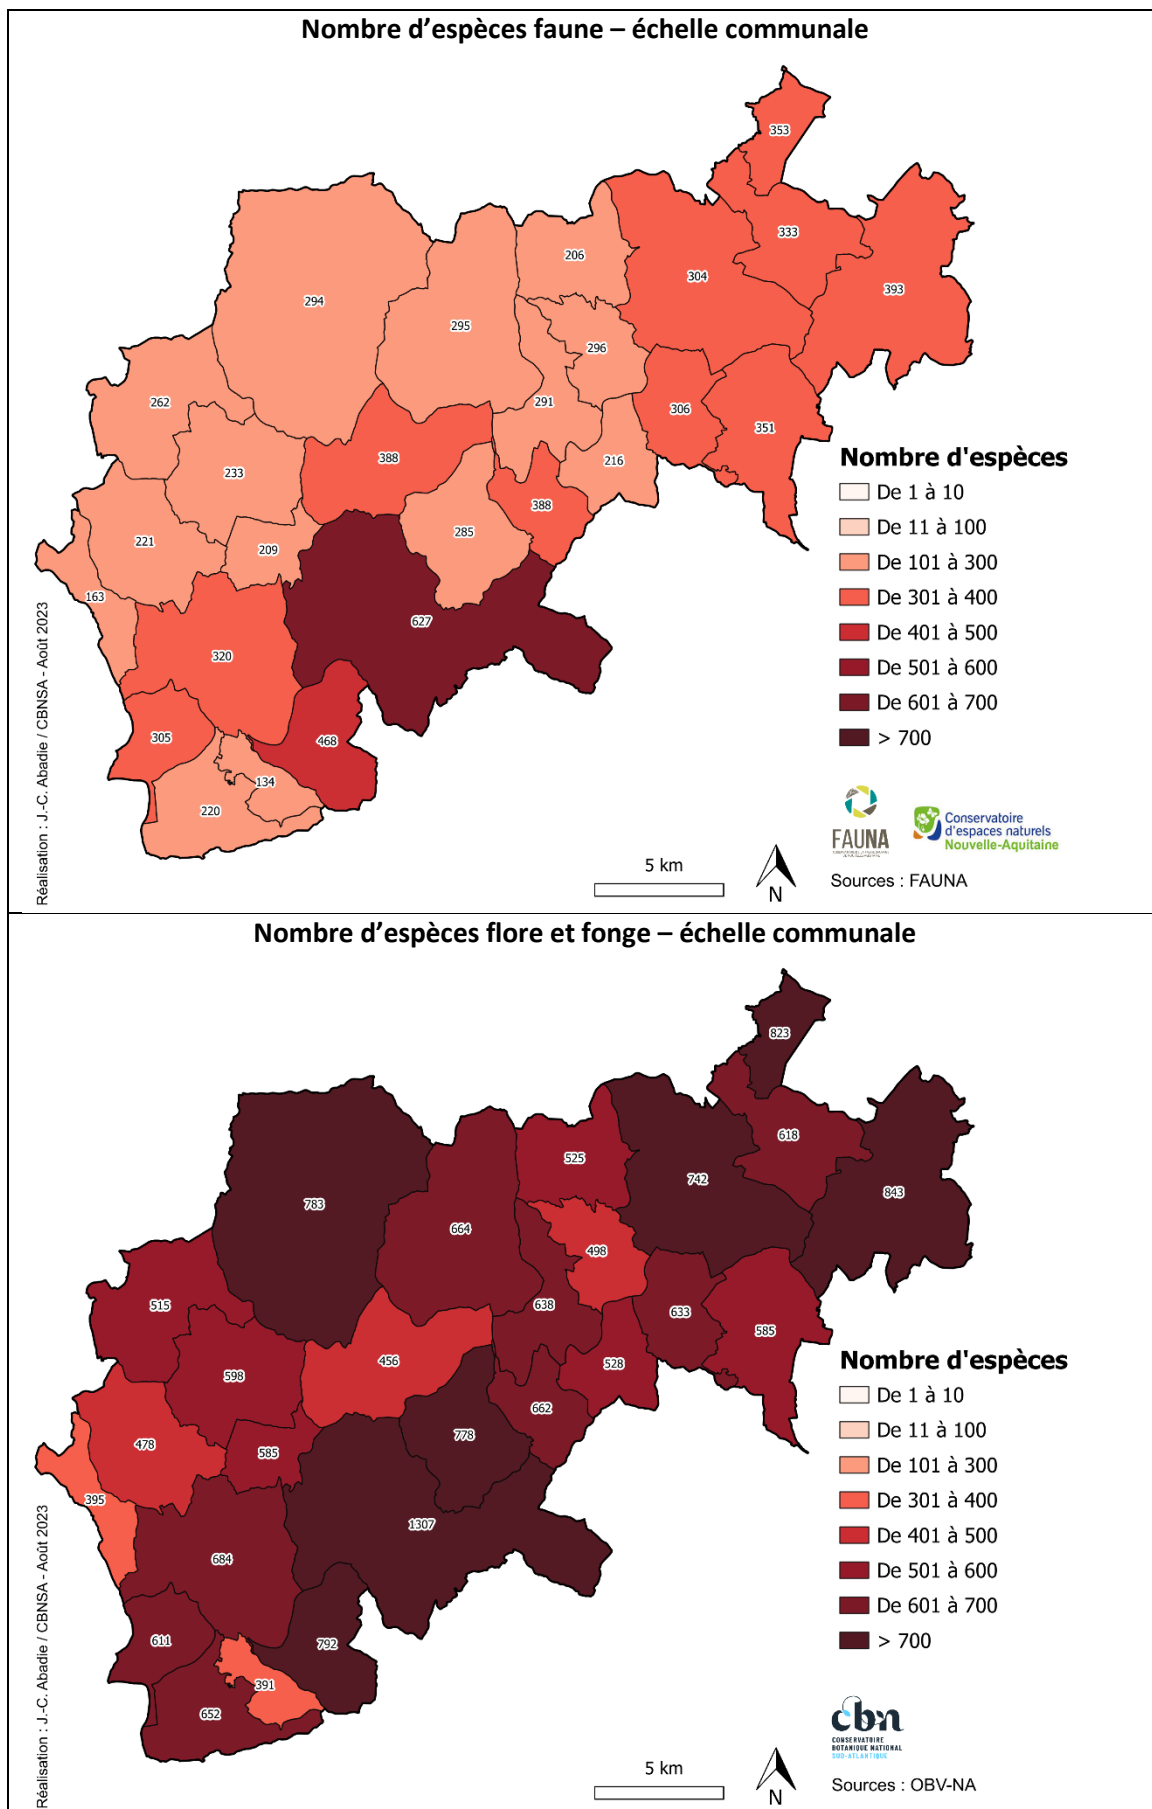 Nombre d’espèces faune – échelle communale
353
333
206
304
393
294
295
296
262
291
306
351
388
233
216
388
285
221
209
163
627
320
305
468
134
220
Nombre d'espèces
De 1 à 10
De 11 à 100
De 101 à 300
De 301 à 400
De 401 à 500
De 501 à 600
De 601 à 700
> 700
FAUNA
Conservatoire
d'espaces naturels
Nouvelle-Aquitaine
Sources : FAUNA
5 km
N
Réalisation : J.-C. Abadie / CBNSA - Août 2023
Nombre d’espèces flore et fonge – échelle communale
823
618
525
742
843
783
664
498
515
638
633
585
456
598
528
662
778
478
585
395
1307
684
611
792
391
652
Nombre d'espèces
De 1 à 10
De 11 à 100
De 101 à 300
De 301 à 400
De 401 à 500
De 501 à 600
De 601 à 700
> 700
cbn
CONSERVATOIRE
BOTANIQUE NATIONAL
SUD-ATLANTIQUE
Sources : OBV-NA
5 km
N
Réalisation : J.-C. Abadie / CBNSA - Août 2023